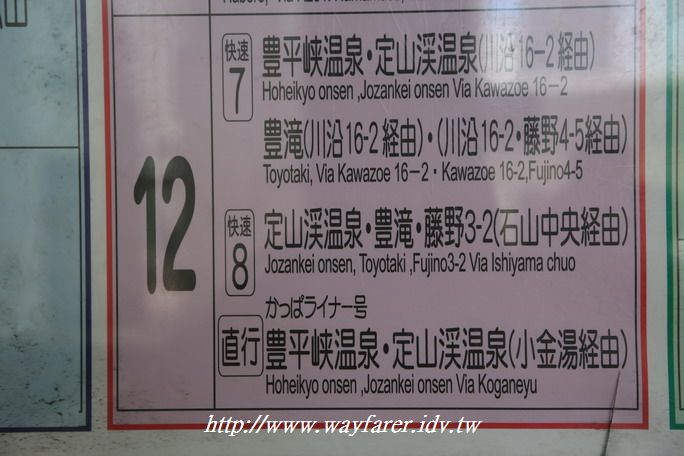 12
快速
7
豊平峡温泉・定山渓温泉(川沿16-2経由)
Hoheikyo onsen ,Jozankei onsen Via Kawazoe 16-2
豊滝(川沿16-2経由)・(川沿16-2・藤野4-5経由)
Toyotaki, Via Kawazoe 16-2・Kawazoe 16-2,Fujino4-5
快速
8
定山渓温泉・豊滝・藤野3-2(石山中央経由)
Jozankei onsen, Toyotaki ,Fujino3-2 Via Ishiyama chuo
かっぱライナー号
直行
豊平峡温泉・定山渓温泉(小金湯経由)
Hoheikyo onsen ,Jozankei onsen Via Koganeyu
http://www.wayfarer.idv.tw